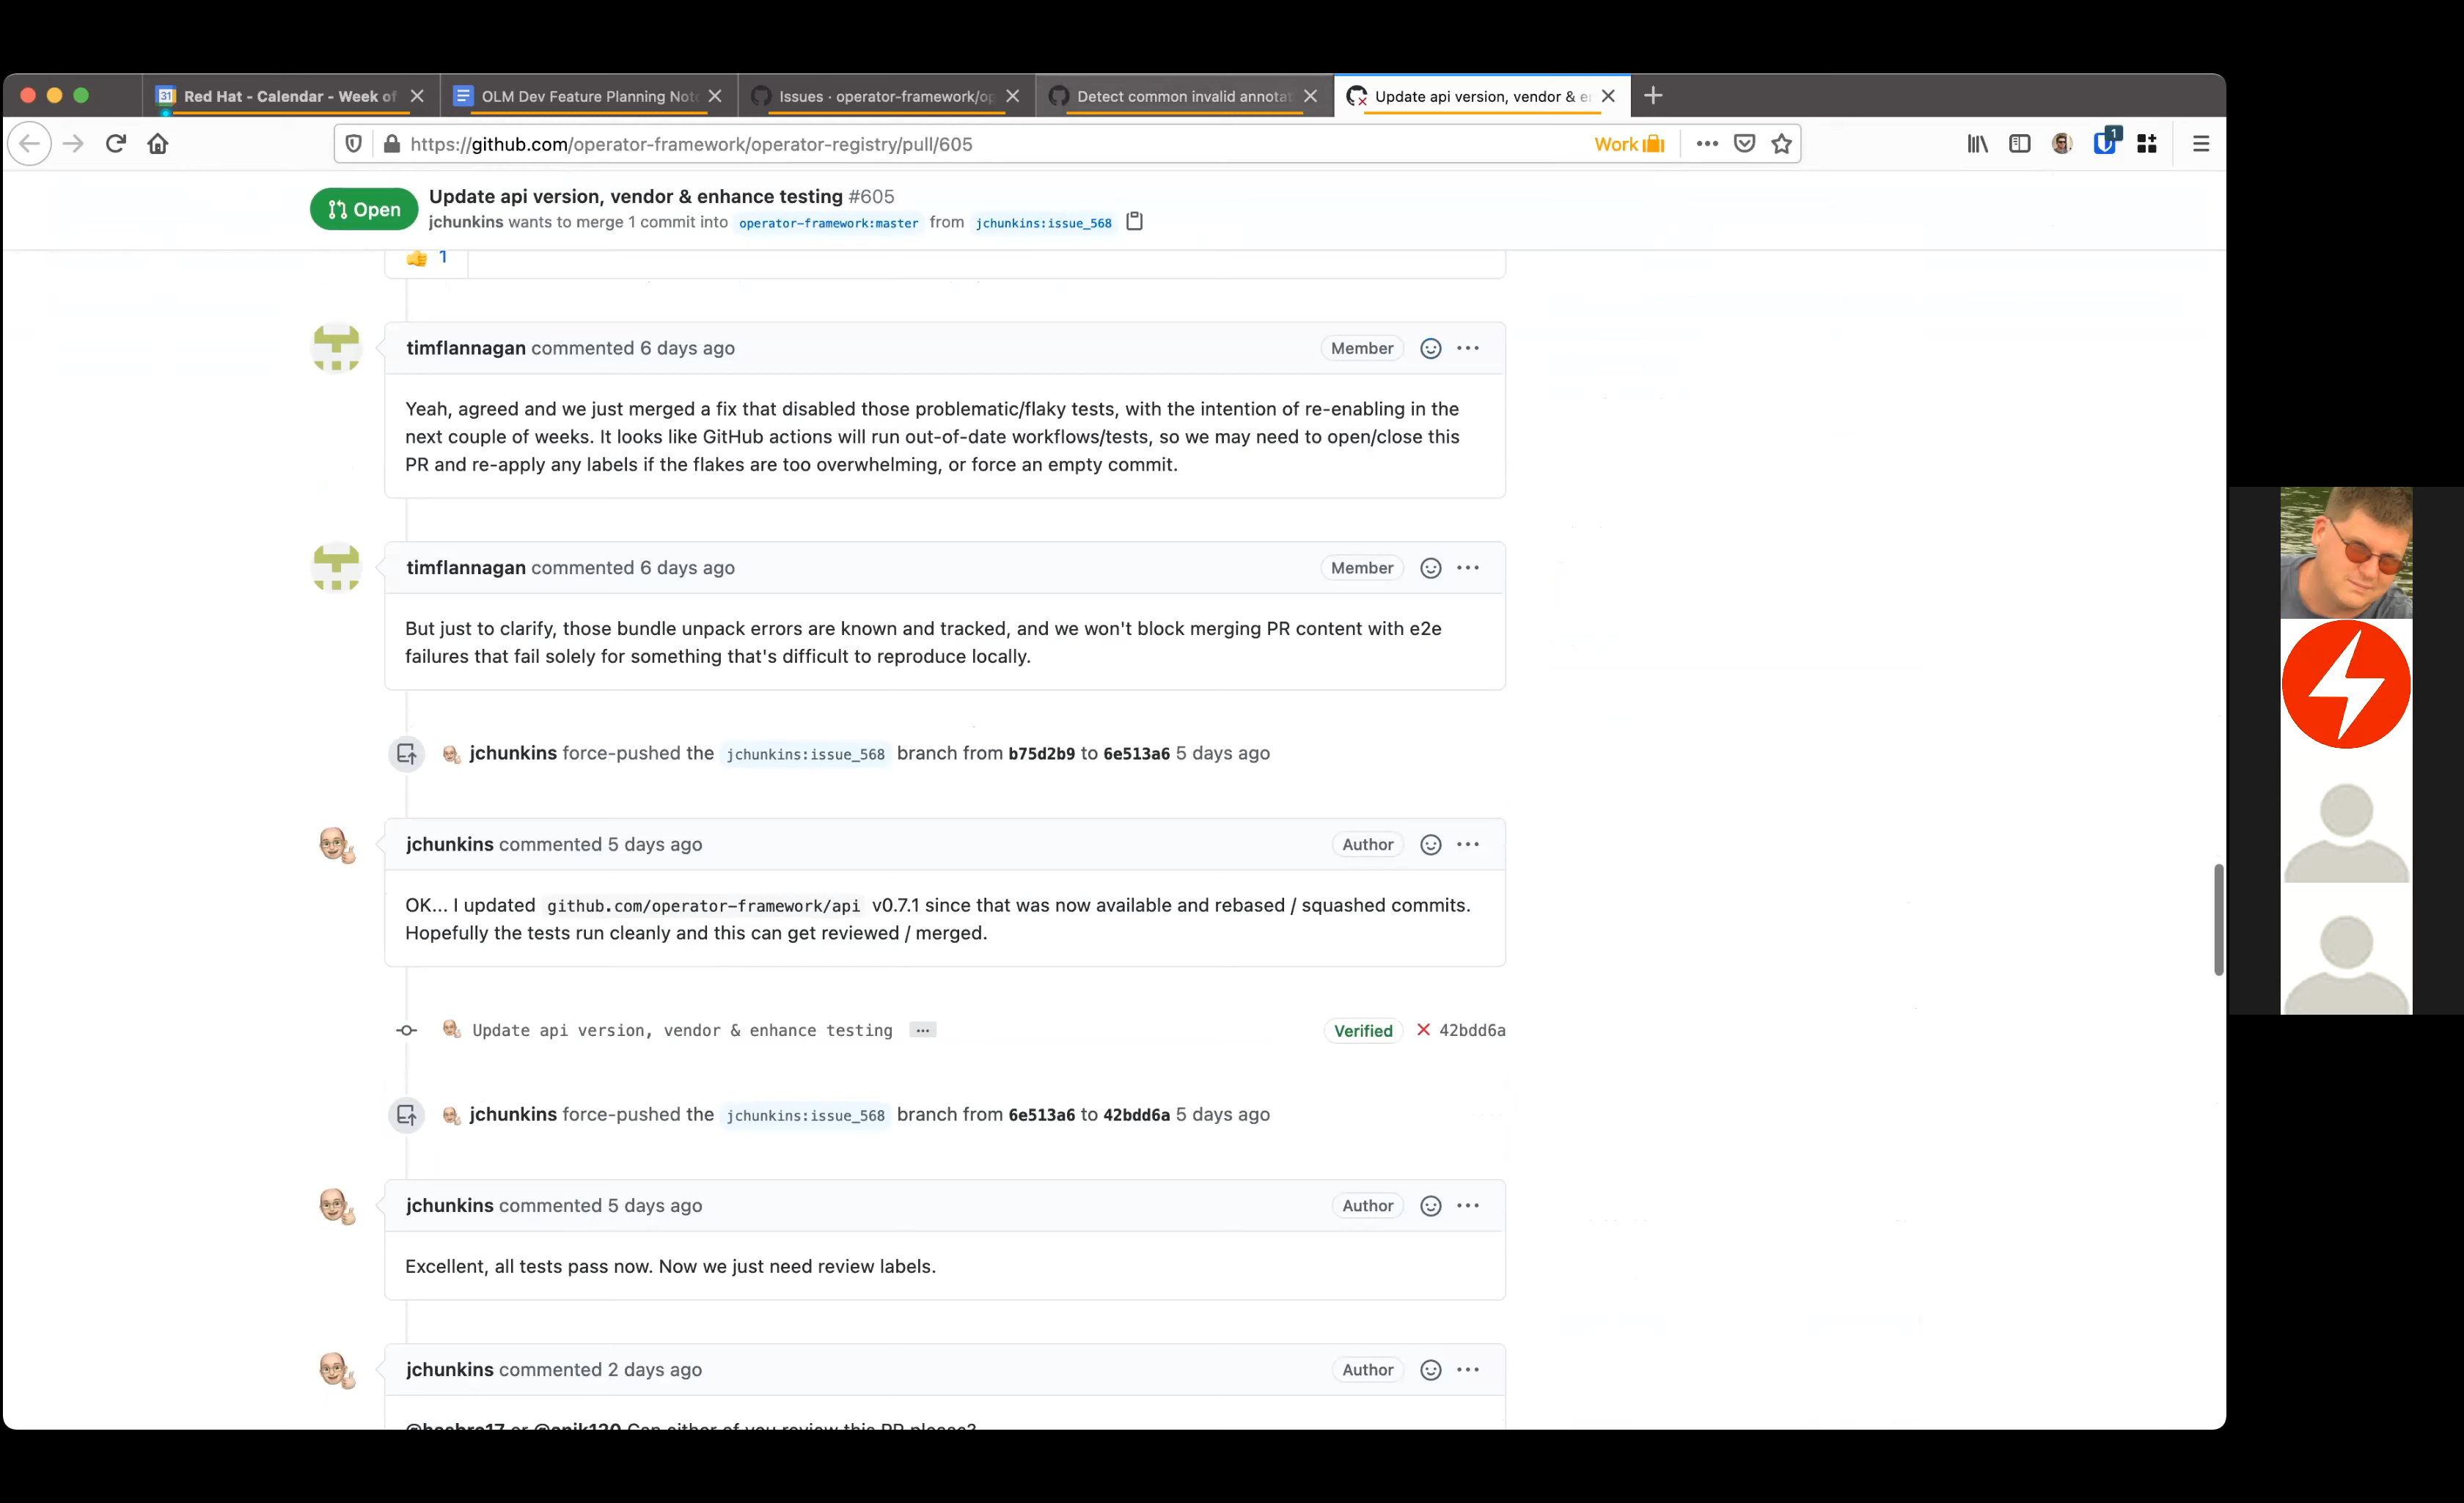 Red Hat - Calendar - Week of
OLM Dev Feature Planning Not
Issues · operator-framework/op
Detect common invalid annotat
Update api version, vendor & e
31
https://github.com/operator-framework/operator-registry/pull/605
Work
1
Open
Update api version, vendor & enhance testing #605
jchunkins wants to merge 1 commit into operator-framework:master from jchunkins:issue_568
1
timflannagan commented 6 days ago
Member
Yeah, agreed and we just merged a fix that disabled those problematic/flaky tests, with the intention of re-enabling in the
next couple of weeks. It looks like GitHub actions will run out-of-date workflows/tests, so we may need to open/close this
PR and re-apply any labels if the flakes are too overwhelming, or force an empty commit.
timflannagan commented 6 days ago
Member
But just to clarify, those bundle unpack errors are known and tracked, and we won't block merging PR content with e2e
failures that fail solely for something that's difficult to reproduce locally.
jchunkins force-pushed the jchunkins:issue_568 branch from b75d2b9 to 6e513a6 5 days ago
jchunkins commented 5 days ago
Author
OK... I updated github.com/operator-framework/api v0.7.1 since that was now available and rebased / squashed commits.
Hopefully the tests run cleanly and this can get reviewed / merged.
Update api version, vendor & enhance testing ...
Verified
42bdd6a
jchunkins force-pushed the jchunkins:issue_568 branch from 6e513a6 to 42bdd6a 5 days ago
jchunkins commented 5 days ago
Author
Excellent, all tests pass now. Now we just need review labels.
jchunkins commented 2 days ago
Author
or Can either of you review this PR please?